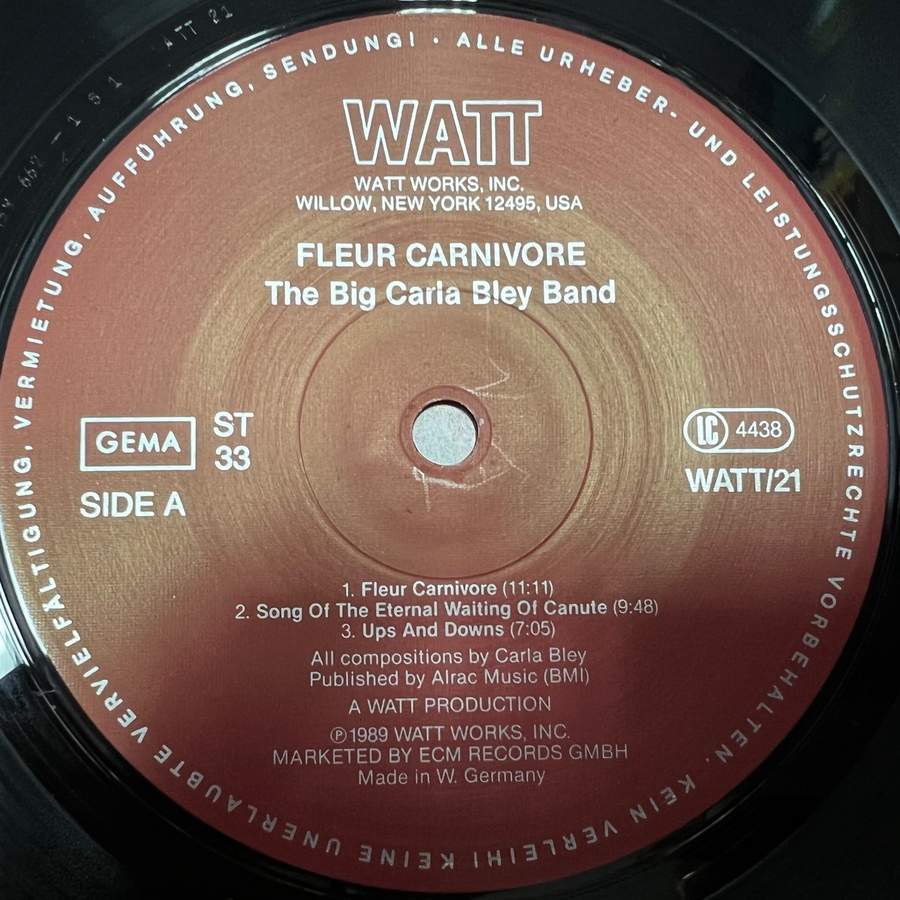 WATT
WATT WORKS, INC.
WILLOW, NEW YORK 12495, USA
FLEUR CARNIVORE
The Big Carla Bley Band
GEMA
ST
33
SIDE A
LC 4438
WATT/21
1. Fleur Carnivore (11:11)
2. Song Of The Eternal Waiting Of Canute (9:48)
3. Ups And Downs (7:05)
All compositions by Carla Bley
Published by Alrac Music (BMI)
A WATT PRODUCTION
Ⓟ1989 WATT WORKS, INC.
MARKETED BY ECM RECORDS GMBH
Made in W. Germany
ALLE URHEBER- UND LEISTUNGSSCHUTZRECHTE VORBEHALTEN. KEIN VERLEIH! KEINE UNERLAUBTE VERVIELFÄLTIGUNG, VERMIETUNG, AUFFÜHRUNG, SENDUNG! ·